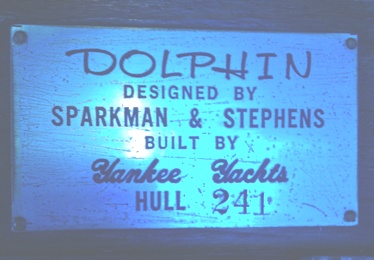 DOLPHIN
DESIGNED BY
SPARKMAN & STEPHENS
BUILT BY
Yankee Yachts
HULL 241